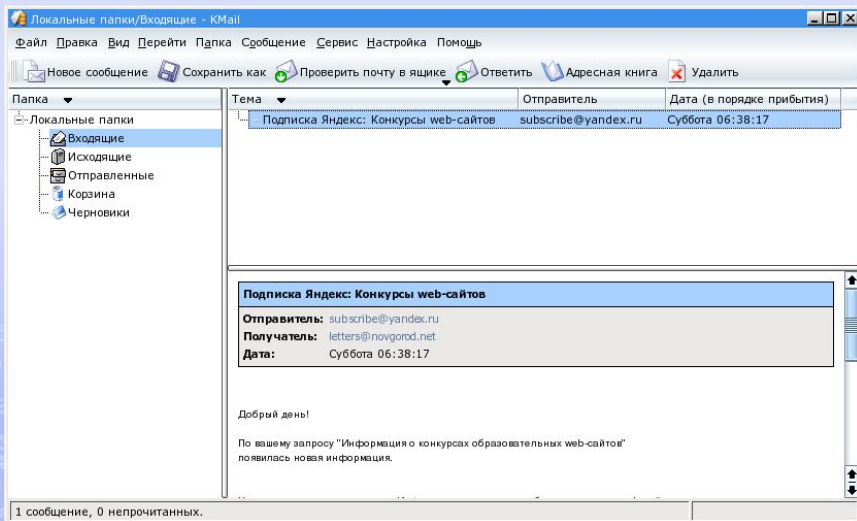 Локальные папки/Входящие - KMail
Файл Правка Вид Перейти Папка Сообщение Сервис Настройка Помощь
Новое сообщение Сохранить как Проверить почту в ящике Ответить Адресная книга Удалить
Папка
Локальные папки
Входящие
Исходящие
Отправленные
Корзина
Черновики
Тема Отправитель Дата (в порядке прибытия)
Подписка Яндекс: Конкурсы web-сайтов subscribe@yandex.ru Суббота 06:38:17
Подписка Яндекс: Конкурсы web-сайтов
Отправитель: subscribe@yandex.ru
Получатель: letters@novgorod.net
Дата: Суббота 06:38:17
Добрый день!
По вашему запросу "Информация о конкурсах образовательных web-сайтов"
появилась новая информация.
1 сообщение, 0 непрочитанных.